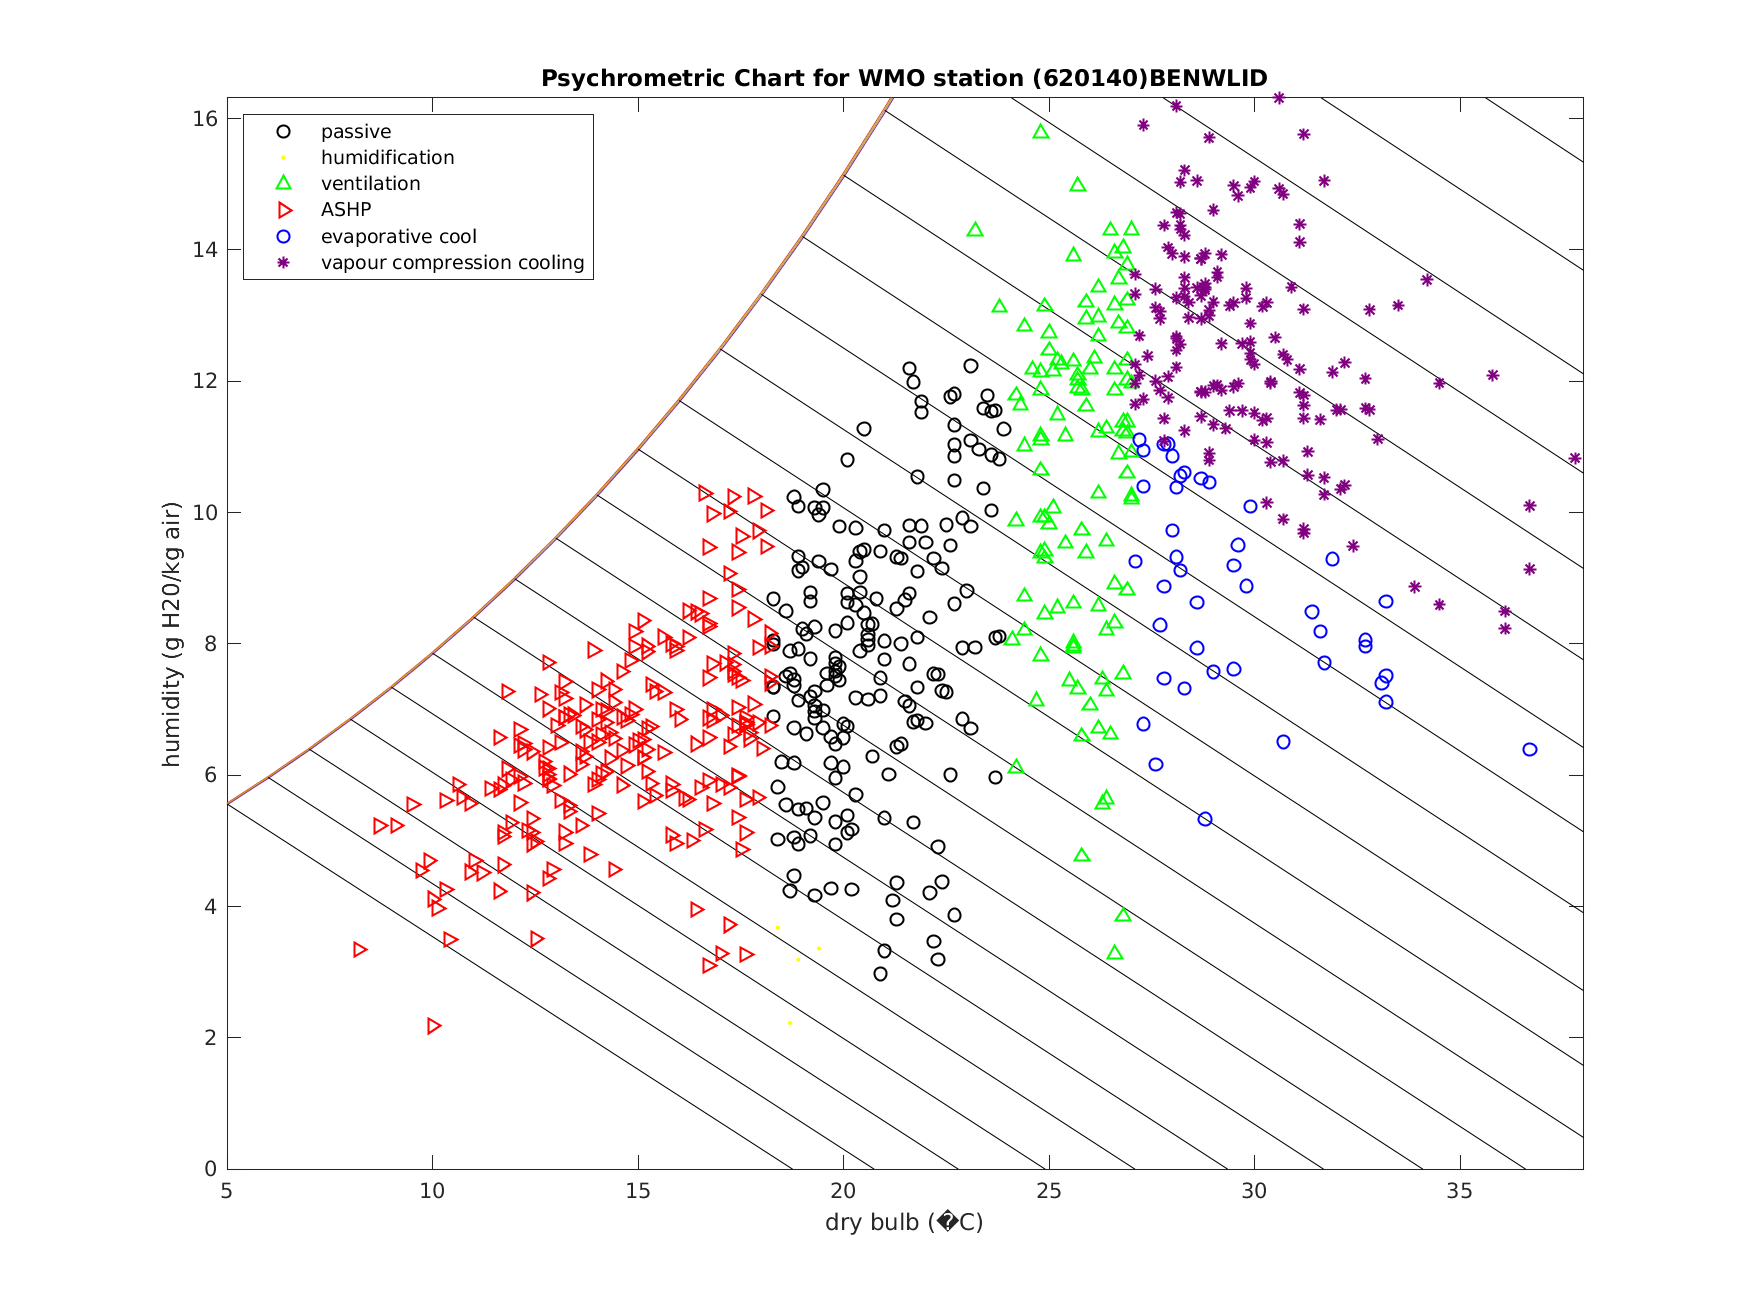 Psychrometric Chart for WMO station (620140)BENWLID
passive
humidification
ventilation
ASHP
evaporative cool
vapour compression cooling
humidity (g H20/kg air)
16
14
12
10
8
6
4
2
0
5 10 15 20 25 30 35
dry bulb (�C)